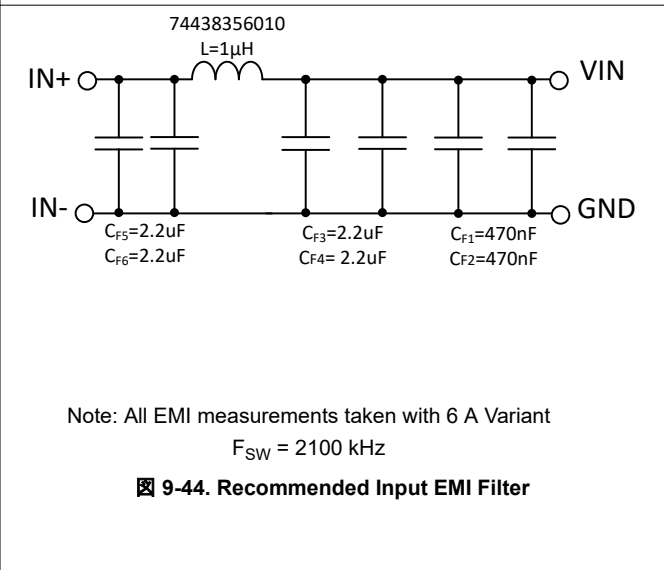 74438356010
L=1µH
IN+
VIN
IN-
GND
CF5=2.2uF
CF6=2.2uF
CF3=2.2uF
CF4= 2.2uF
CF1=470nF
CF2=470nF
Note: All EMI measurements taken with 6 A Variant
FSW = 2100 kHz
図 9-44. Recommended Input EMI Filter